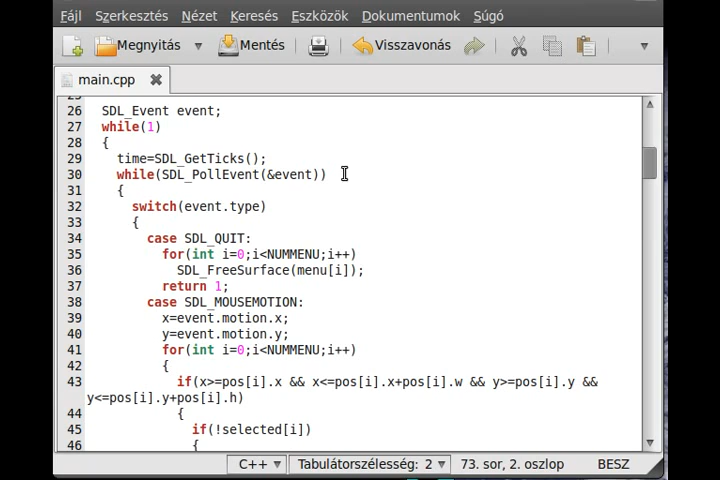 Fájl Szerkesztés Nézet Keresés Eszközök Dokumentumok Súgó
Megnyitás Mentés Visszavonás
main.cpp
26 SDL_Event event;
27 while(1)
28 {
29 time=SDL_GetTicks();
30 while(SDL_PollEvent(&event))
31 {
32 switch(event.type)
33 {
34 case SDL_QUIT:
35 for(int i=0;i<NUMMENU;i++)
36 SDL_FreeSurface(menu[i]);
37 return 1;
38 case SDL_MOUSEMOTION:
39 x=event.motion.x;
40 y=event.motion.y;
41 for(int i=0;i<NUMMENU;i++)
42 {
43 if(x>=pos[i].x && x<=pos[i].x+pos[i].w && y>=pos[i].y &&
y<=pos[i].y+pos[i].h)
44 {
45 if(!selected[i])
46 {
C++ Tabulátorszélesség: 2 73. sor, 2. oszlop BESZ